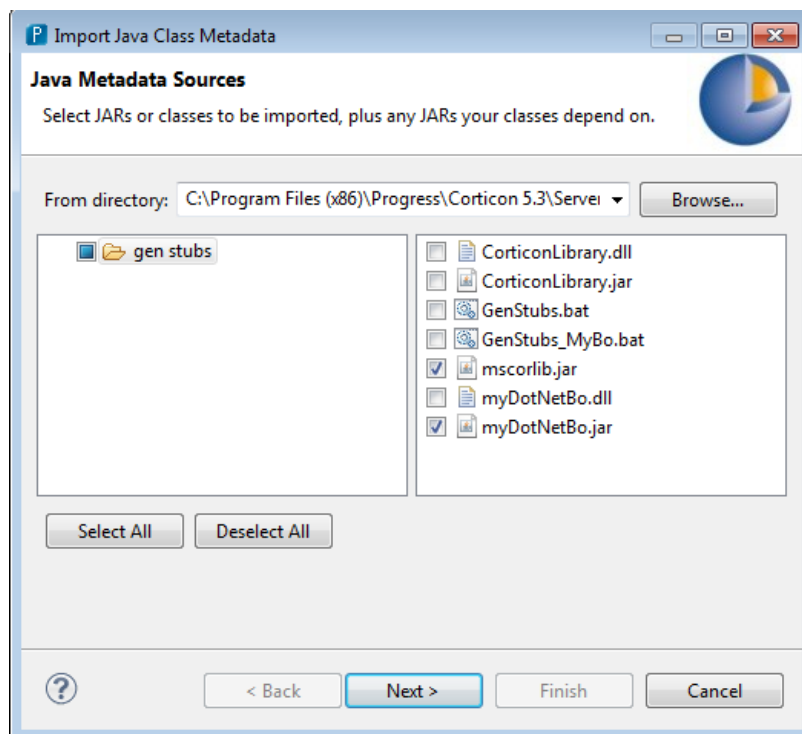 Import Java Class Metadata
Java Metadata Sources
Select JARs or classes to be imported, plus any JARs your classes depend on.
From directory: C:\Program Files (x86)\Progress\Corticon 5.3\Server Browse...
gen stubs
CorticonLibrary.dll
CorticonLibrary.jar
GenStubs.bat
GenStubs_MyBo.bat
mscorlib.jar
myDotNetBo.dll
myDotNetBo.jar
Select All Deselect All
? < Back Next > Finish Cancel